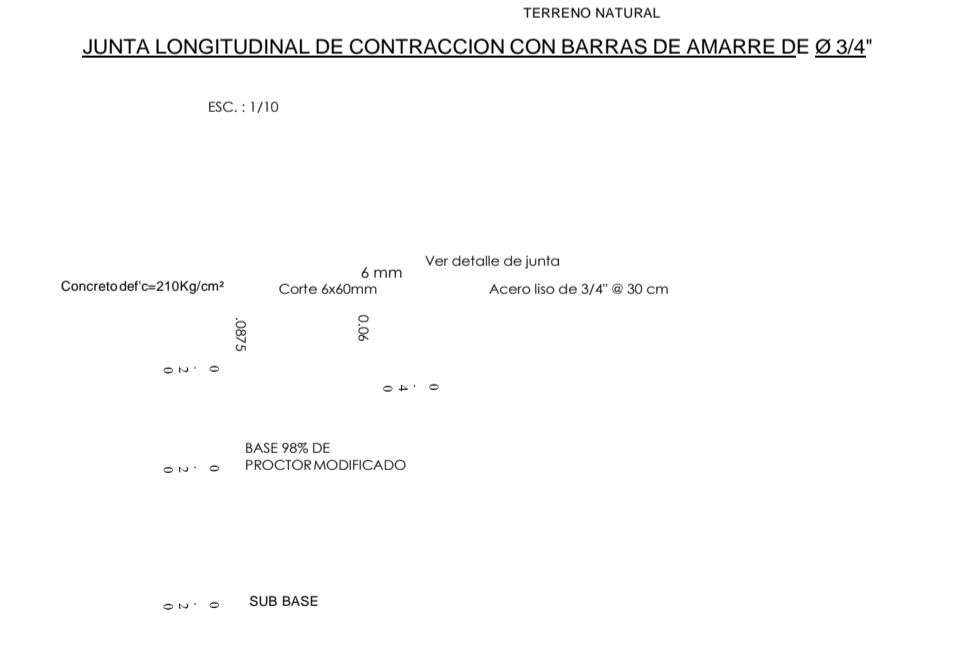 TERRENO NATURAL
JUNTA LONGITUDINAL DE CONTRACCION CON BARRAS DE AMARRE DE Ø 3/4"
ESC. : 1/10
Ver detalle de junta
6 mm
Concreto def'c=210Kg/cm²
Corte 6x60mm
Acero liso de 3/4" @ 30 cm
.0875
0.06
0.20
0.40
BASE 98% DE
PROCTOR MODIFICADO
0.20
SUB BASE
0.20